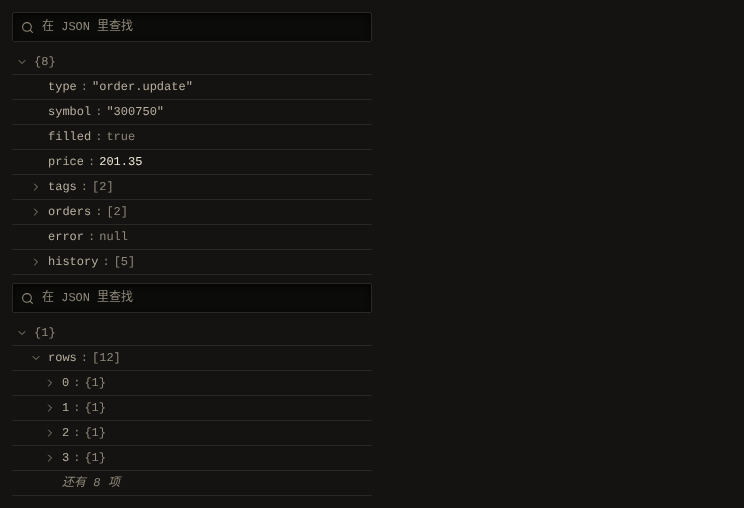 在 JSON 里查找
{8}
type : "order.update"
symbol : "300750"
filled : true
price : 201.35
tags : [2]
orders : [2]
error : null
history : [5]
在 JSON 里查找
{1}
rows : [12]
0 : {1}
1 : {1}
2 : {1}
3 : {1}
还有 8 项